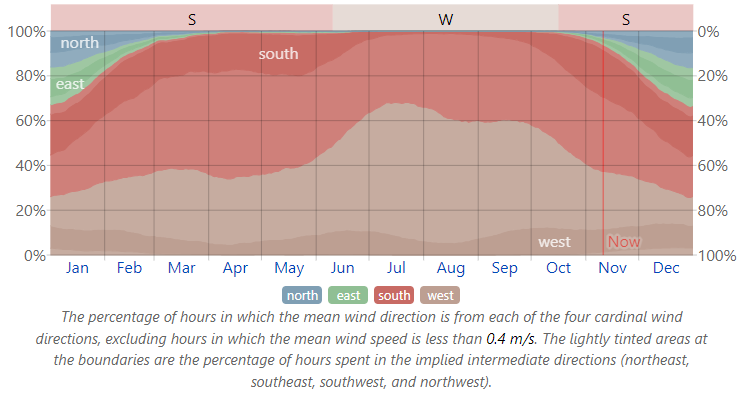 S W S
100% 0%
north
south
80% 20%
east
60% 40%
40% 60%
20% 80%
west Now
0% 100%
Jan Feb Mar Apr May Jun Jul Aug Sep Oct Nov Dec
north east south west
The percentage of hours in which the mean wind direction is from each of the four cardinal wind
directions, excluding hours in which the mean wind speed is less than 0.4 m/s. The lightly tinted areas at
the boundaries are the percentage of hours spent in the implied intermediate directions (northeast,
southeast, southwest, and northwest).